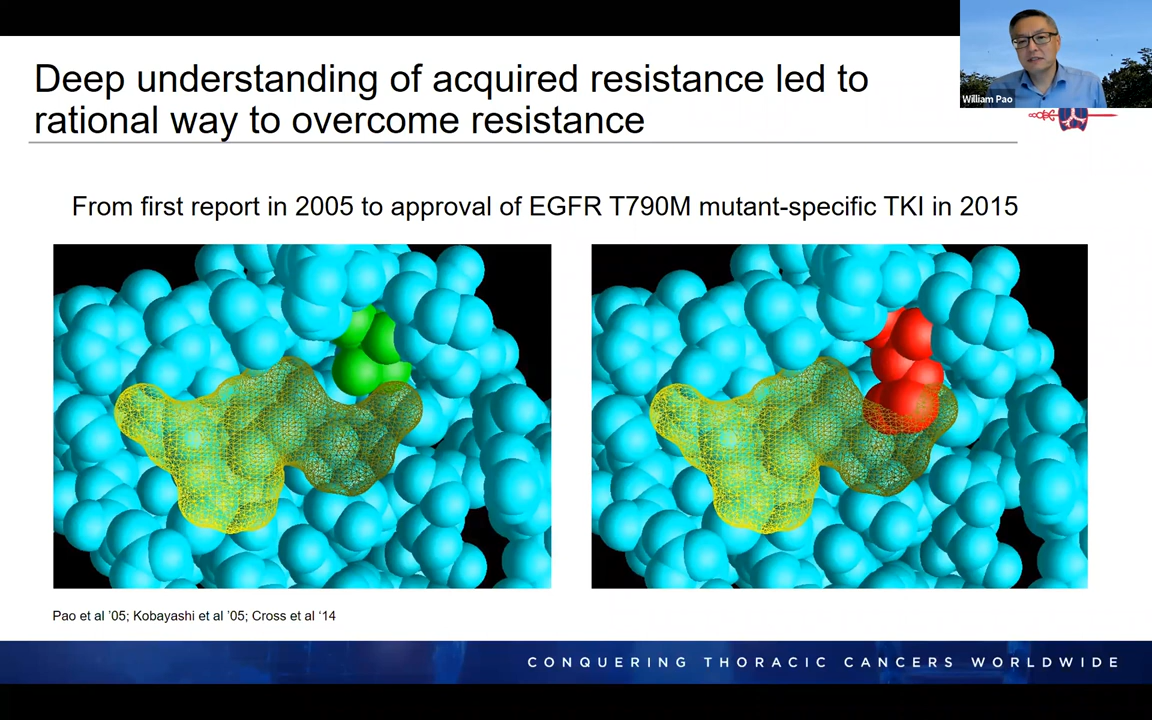 Deep understanding of acquired resistance led to
rational way to overcome resistance
William Pao
From first report in 2005 to approval of EGFR T790M mutant-specific TKI in 2015
Pao et al ’05; Kobayashi et al ’05; Cross et al ‘14
CONQUERING THORACIC CANCERS WORLDWIDE